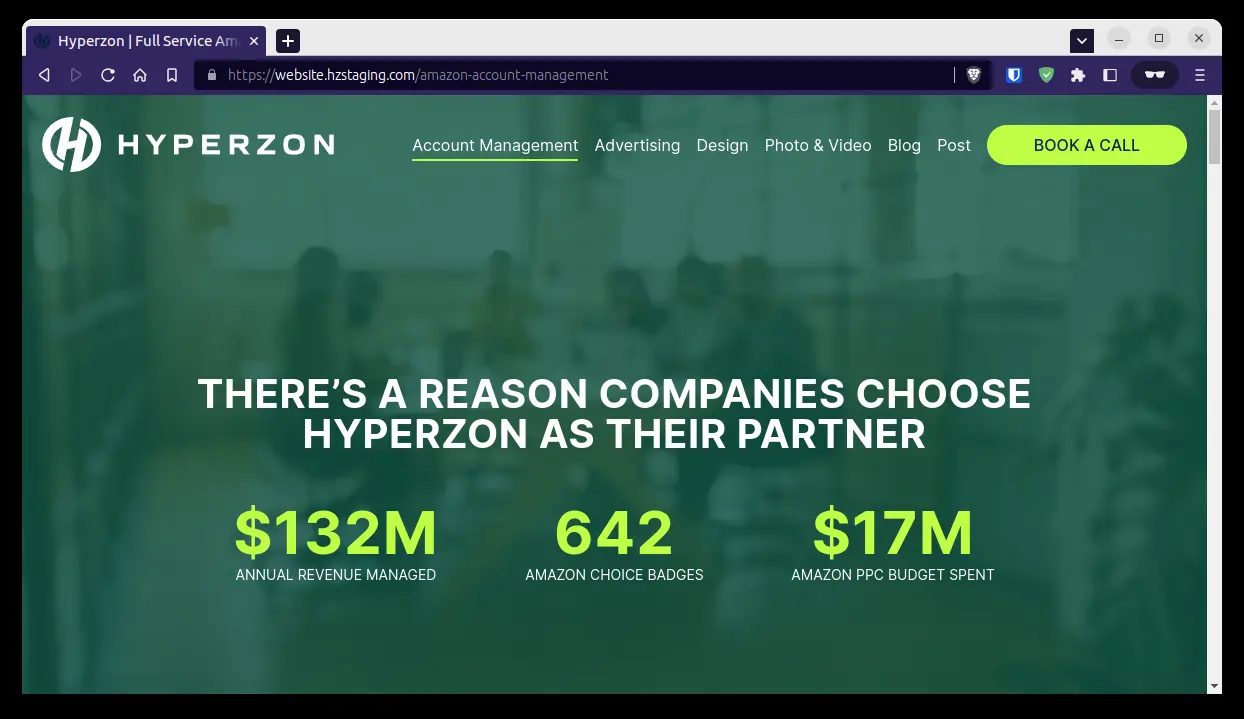 Hyperzon | Full Service Am
https://website.hzstaging.com/amazon-account-management
HYPERZON
Account Management Advertising Design Photo & Video Blog Post BOOK A CALL
THERE’S A REASON COMPANIES CHOOSE
HYPERZON AS THEIR PARTNER
$132M 642 $17M
ANNUAL REVENUE MANAGED AMAZON CHOICE BADGES AMAZON PPC BUDGET SPENT